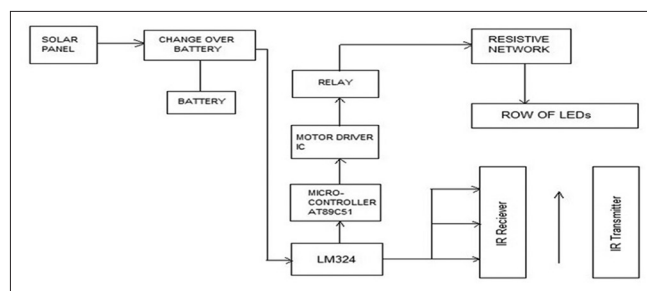 SOLAR
PANEL
CHANGE OVER
BATTERY
BATTERY
RESISTIVE
NETWORK
RELAY
ROW OF LEDs
MOTOR DRIVER
IC
MICRO-
CONTROLLER
AT89C51
LM324
IR Reciever
IR Transmitter